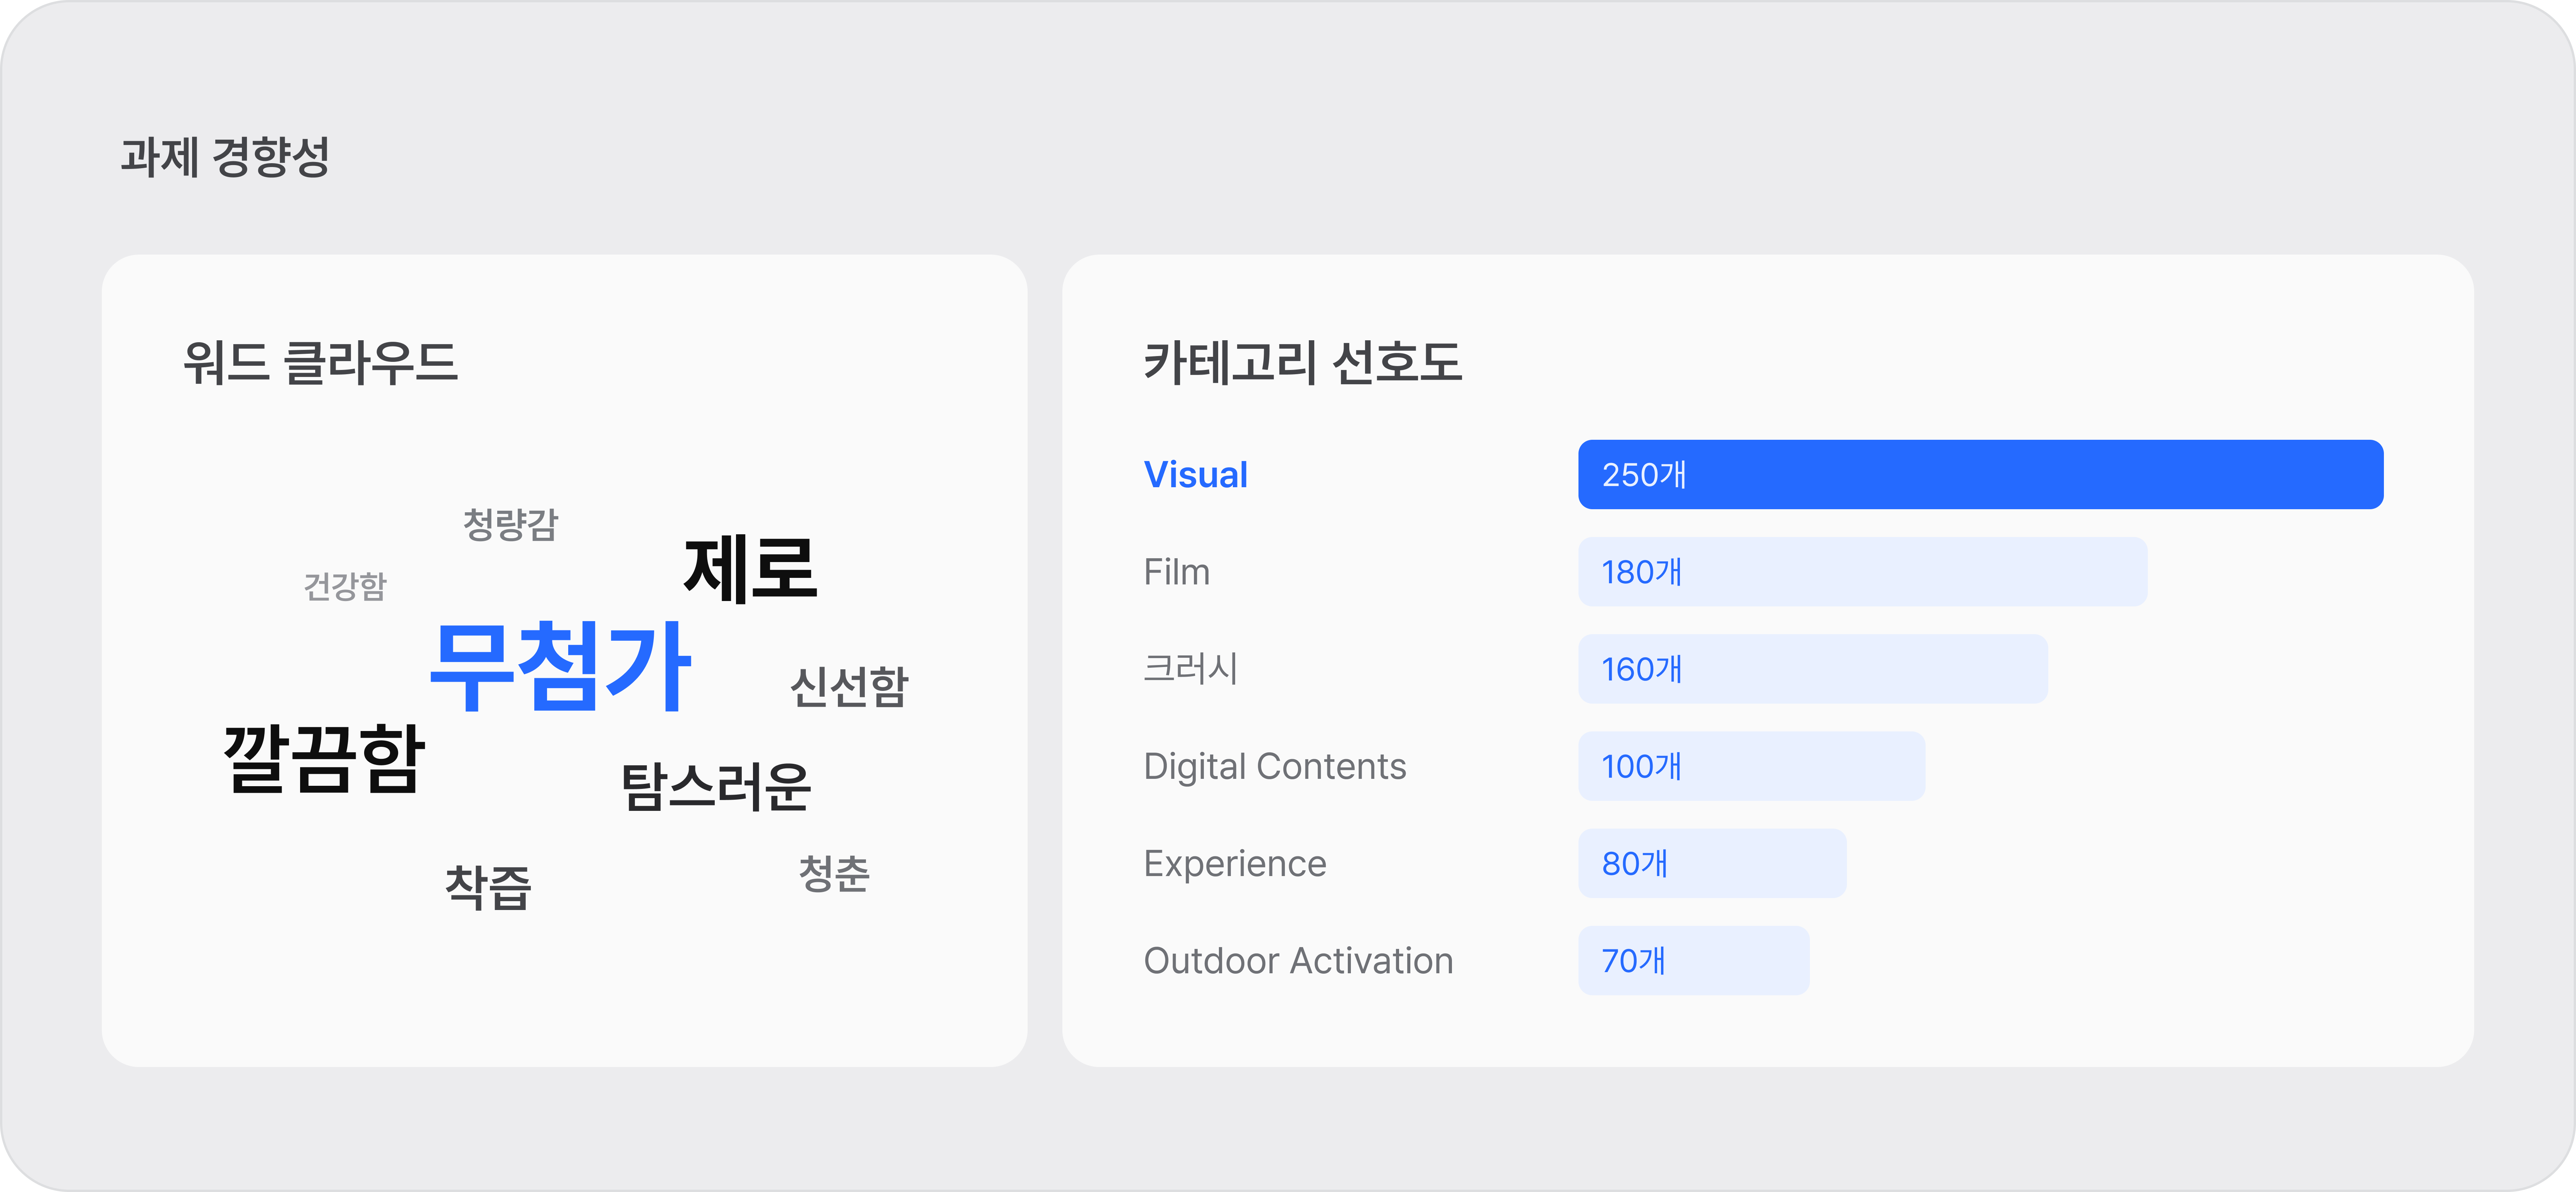 과제 경향성
워드 클라우드
청량감
제로
건강함
무첨가
신선함
깔끔함
탐스러운
착즙
청춘
카테고리 선호도
Visual 250개
Film 180개
크러시 160개
Digital Contents 100개
Experience 80개
Outdoor Activation 70개